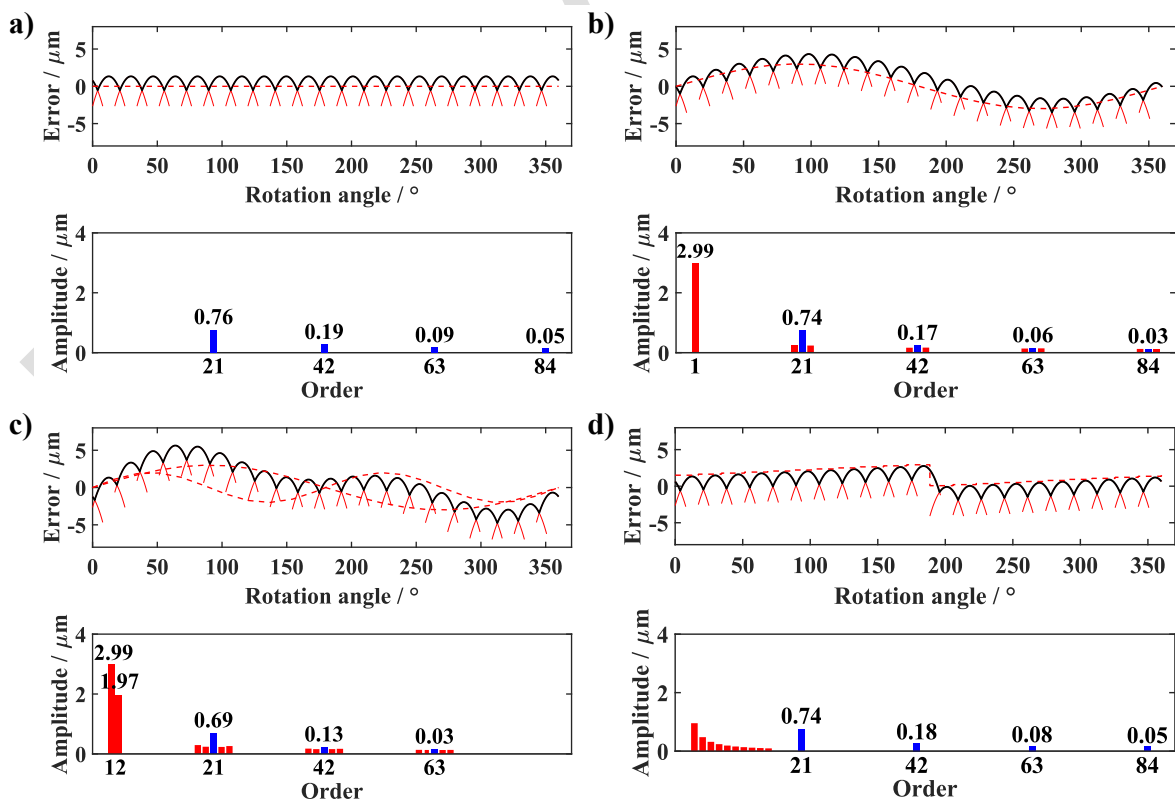 a)
Error / μm
5
0
-5
0 50 100 150 200 250 300 350
Rotation angle / °
Amplitude / μm
4
2
0
0.76 0.19 0.09 0.05
21 42 63 84
Order
b)
Error / μm
5
0
-5
0 50 100 150 200 250 300 350
Rotation angle / °
Amplitude / μm
4
2
0
2.99 0.74 0.17 0.06 0.03
1 21 42 63 84
Order
c)
Error / μm
5
0
-5
0 50 100 150 200 250 300 350
Rotation angle / °
Amplitude / μm
4
2
0
2.99
1.97
0.69 0.13 0.03
12 21 42 63
Order
d)
Error / μm
5
0
-5
0 50 100 150 200 250 300 350
Rotation angle / °
Amplitude / μm
4
2
0
0.74 0.18 0.08 0.05
21 42 63 84
Order